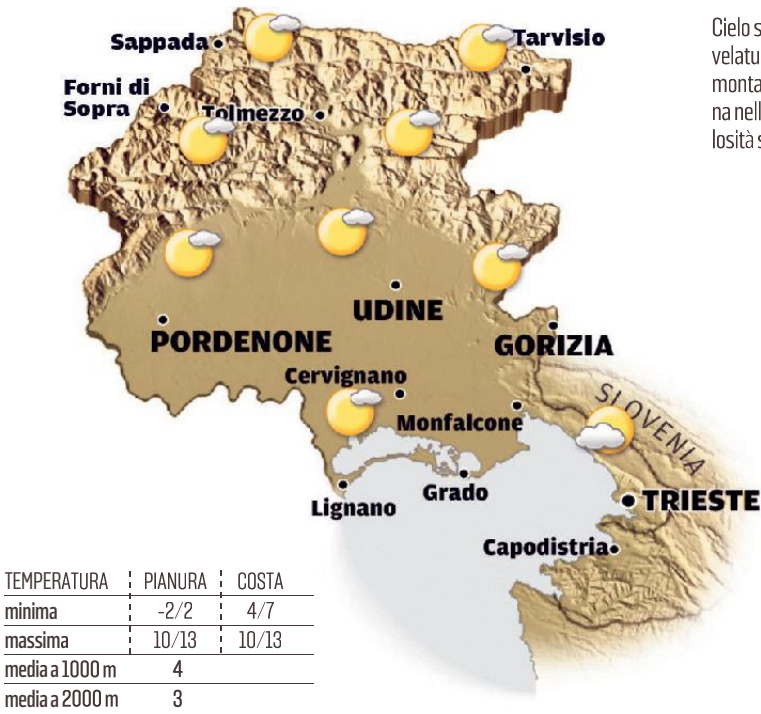 Sappada
Tarvisio
Forni di
Sopra
Tolmezzo
UDINE
PORDENONE
GORIZIA
Cervignano
Monfalcone
SLOVENIA
Lignano
Grado
TRIESTE
Capodistria
Cielo s
velatu
monta
na nell
losità s
TEMPERATURA PIANURA COSTA
minima -2/2 4/7
massima 10/13 10/13
media a 1000 m 4
media a 2000 m 3